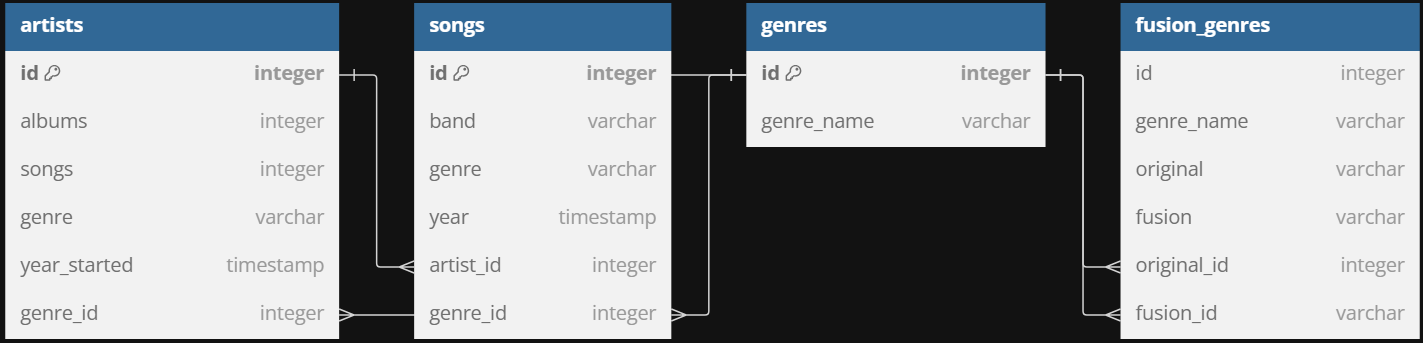 artists
id integer
albums integer
songs integer
genre varchar
year_started timestamp
genre_id integer
songs
id integer
band varchar
genre varchar
year timestamp
artist_id integer
genre_id integer
genres
id integer
genre_name varchar
fusion_genres
id integer
genre_name varchar
original varchar
fusion varchar
original_id integer
fusion_id varchar